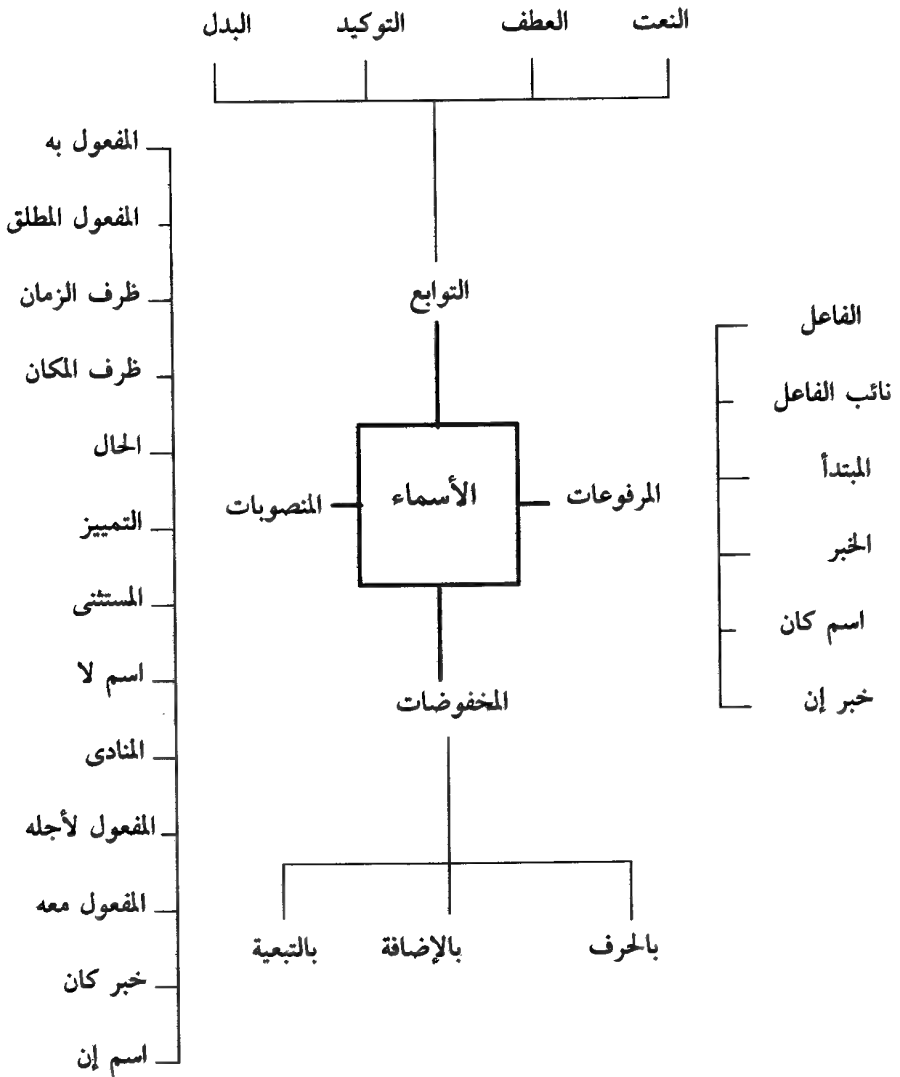 النعت
العطف
التوكيد
البدل
التوابع
الأسماء
المرفوعات
الفاعل
نائب الفاعل
المبتدأ
الخبر
اسم كان
خبر إن
المنصوبات
المفعول به
المفعول المطلق
ظرف الزمان
ظرف المكان
الحال
التمييز
المستثنى
اسم لا
المنادى
المفعول لأجله
المفعول معه
خبر كان
اسم إن
المخفوضات
بالحرف
بالإضافة
بالتبعية